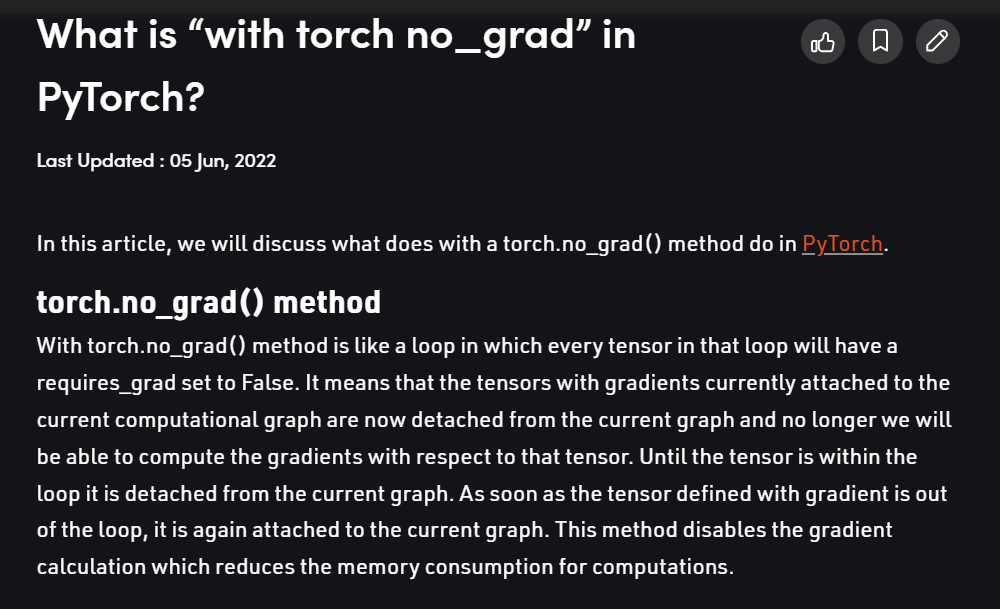 What is “with torch no_grad” in
PyTorch?
Last Updated : 05 Jun, 2022
In this article, we will discuss what does with a torch.no_grad() method do in PyTorch.
torch.no_grad() method
With torch.no_grad() method is like a loop in which every tensor in that loop will have a
requires_grad set to False. It means that the tensors with gradients currently attached to the
current computational graph are now detached from the current graph and no longer we will
be able to compute the gradients with respect to that tensor. Until the tensor is within the
loop it is detached from the current graph. As soon as the tensor defined with gradient is out
of the loop, it is again attached to the current graph. This method disables the gradient
calculation which reduces the memory consumption for computations.